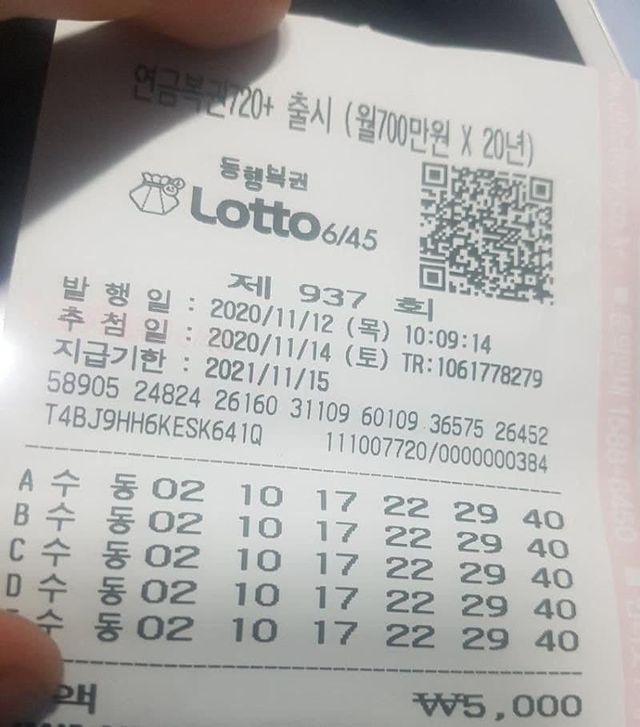 연금복권720+ 출시 (월700만원 X 20년)
동행복권
Lotto 6/45
제 937 회
발 행 일 : 2020/11/12 (목) 10:09:14
추 첨 일 : 2020/11/14 (토) TR:1061778279
지급기한 : 2021/11/15
58905 24824 26160 31109 60109 36575 26452
T4BJ9HH6KESK641Q 111007720/0000000384
A 수 동 02 10 17 22 29 40
B 수 동 02 10 17 22 29 40
C 수 동 02 10 17 22 29 40
D 수 동 02 10 17 22 29 40
수 동 02 10 17 22 29 40
액 ₩₩5,000